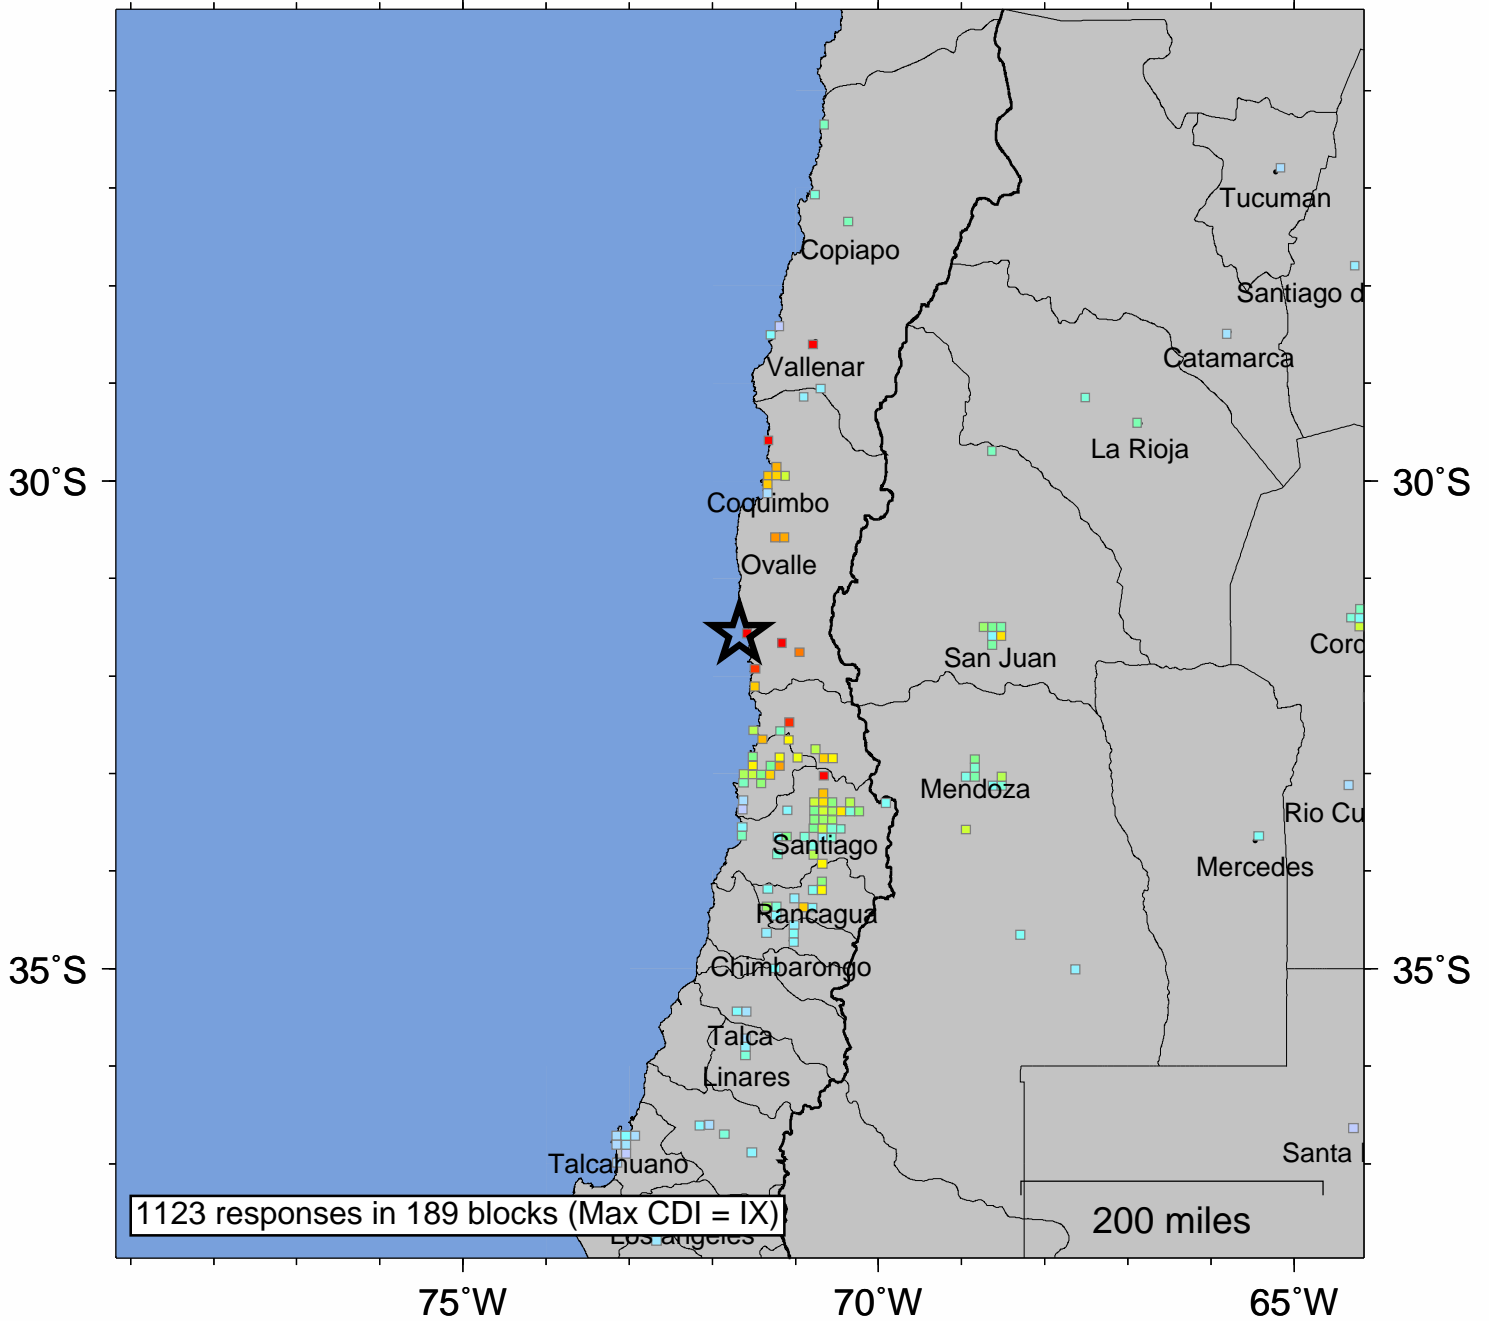 Tucuman
Copiapo
Santiago d
Vallenar
Catamarca
La Rioja
30˚S
30˚S
Coquimbo
Ovalle
San Juan
Corc
Mendoza
Rio Cu
Santiago
Mercedes
Rancagua
Chimbarongo
35˚S
35˚S
Talca
Linares
Talcahuano
Santa
1123 responses in 189 blocks (Max CDI = IX)
200 miles
Los angeles
75˚W
70˚W
65˚W